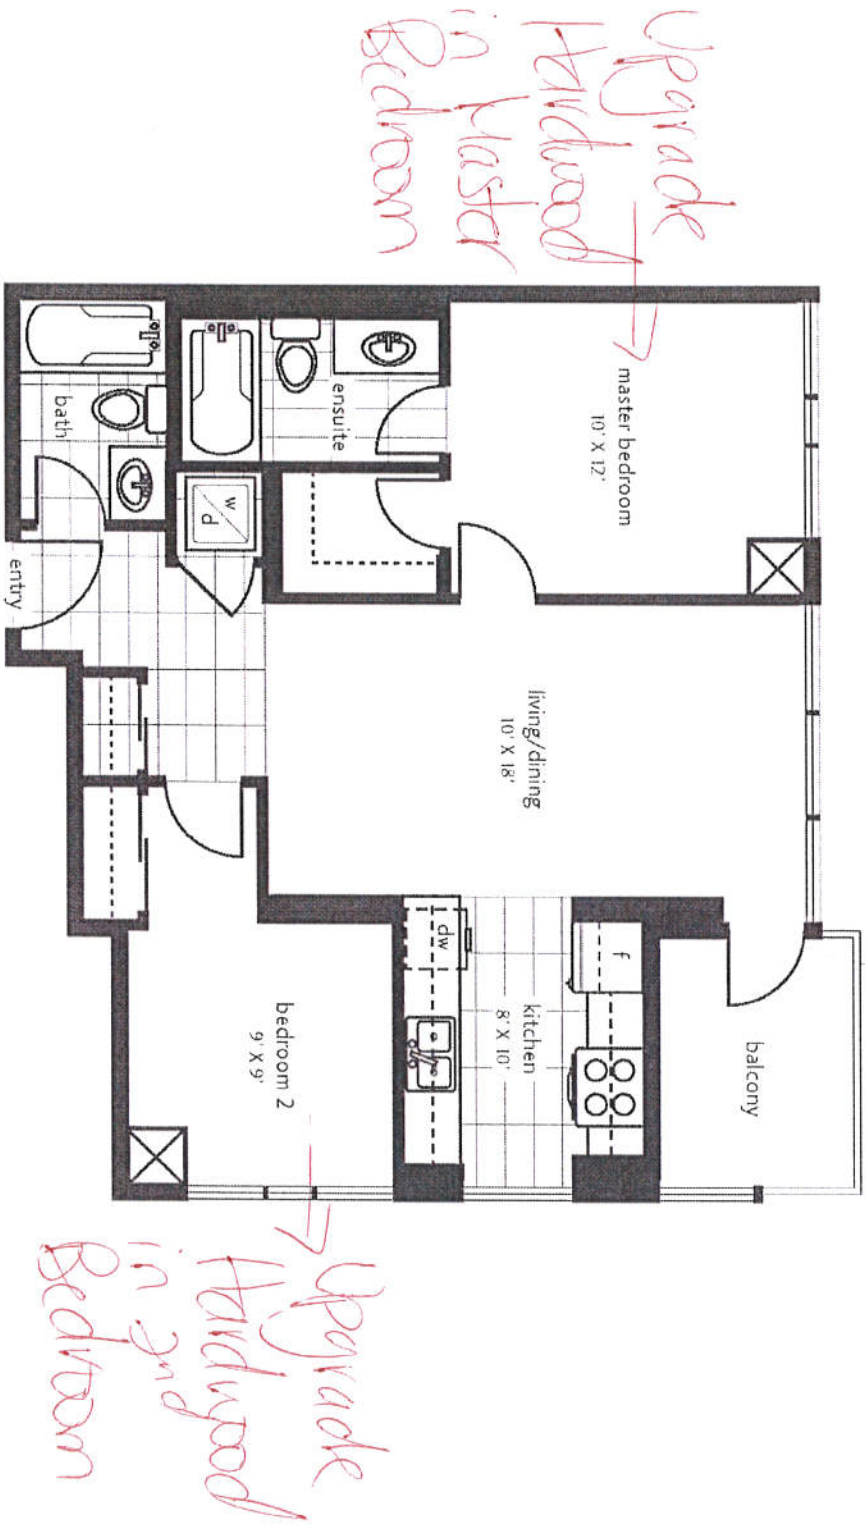 Upgrade
Hardwood
in Master
Bedroom
master bedroom
10' X 12'
ensuite
bath
w
d
entry
living/dining
10' X 18'
balcony
f
kitchen
8' X 10'
dw
bedroom 2
9' X 9'
Upgrade
Hardwood
in 2nd
Bedroom